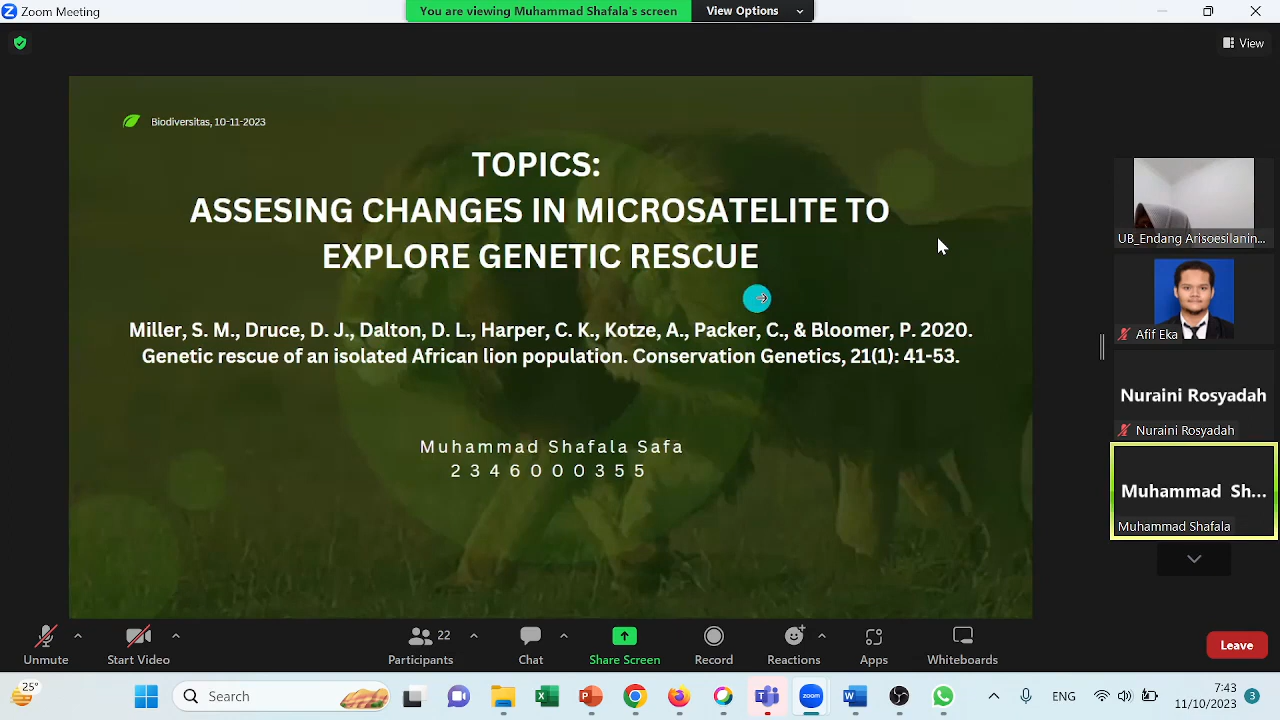 Zoom Meeting
You are viewing Muhammad Shafala's screen
View Options
View
Biodiversitas, 10-11-2023
TOPICS:
ASSESING CHANGES IN MICROSATELITE TO
EXPLORE GENETIC RESCUE
Miller, S. M., Druce, D. J., Dalton, D. L., Harper, C. K., Kotze, A., Packer, C., & Bloomer, P. 2020.
Genetic rescue of an isolated African lion population. Conservation Genetics, 21(1): 41-53.
Muhammad Shafala Safa
2346000355
UB_Endang Arisoesilanin...
Afif Eka
Nuraini Rosyadah
Nuraini Rosyadah
Muhammad Sh...
Muhammad Shafala
Unmute
Start Video
22
Participants
Chat
Share Screen
Record
Reactions
Apps
Whiteboards
Leave
25°
Search
zoom
ENG
7:43
11/10/2023
3